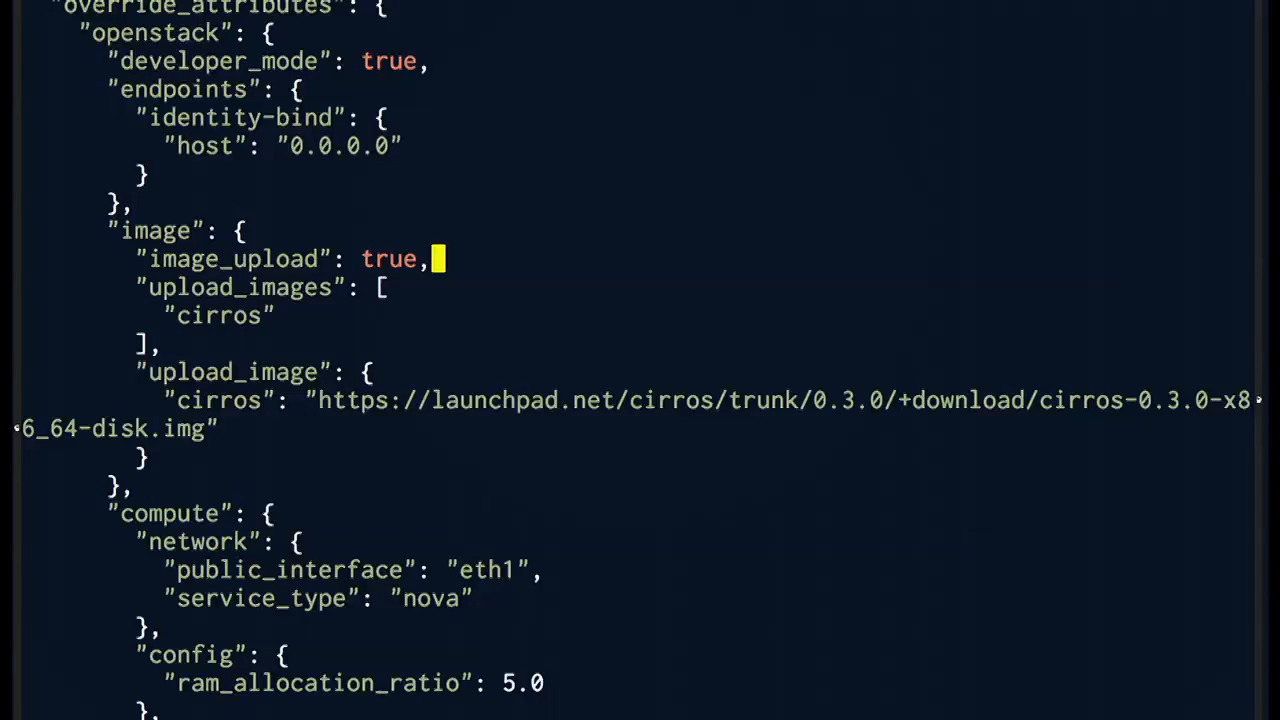 "override_attributes": {
"openstack": {
"developer_mode": true,
"endpoints": {
"identity-bind": {
"host": "0.0.0.0"
}
},
"image": {
"image_upload": true,
"upload_images": [
"cirros"
],
"upload_image": {
"cirros": "https://launchpad.net/cirros/trunk/0.3.0/+download/cirros-0.3.0-x8
6_64-disk.img"
}
},
"compute": {
"network": {
"public_interface": "eth1",
"service_type": "nova"
},
"config": {
"ram_allocation_ratio": 5.0
},